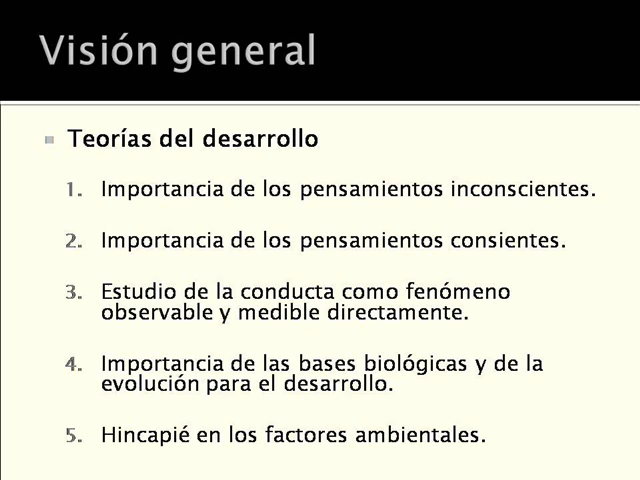 Visión general
Teorías del desarrollo
1. Importancia de los pensamientos inconscientes.
2. Importancia de los pensamientos consientes.
3. Estudio de la conducta como fenómeno
observable y medible directamente.
4. Importancia de las bases biológicas y de la
evolución para el desarrollo.
5. Hincapié en los factores ambientales.